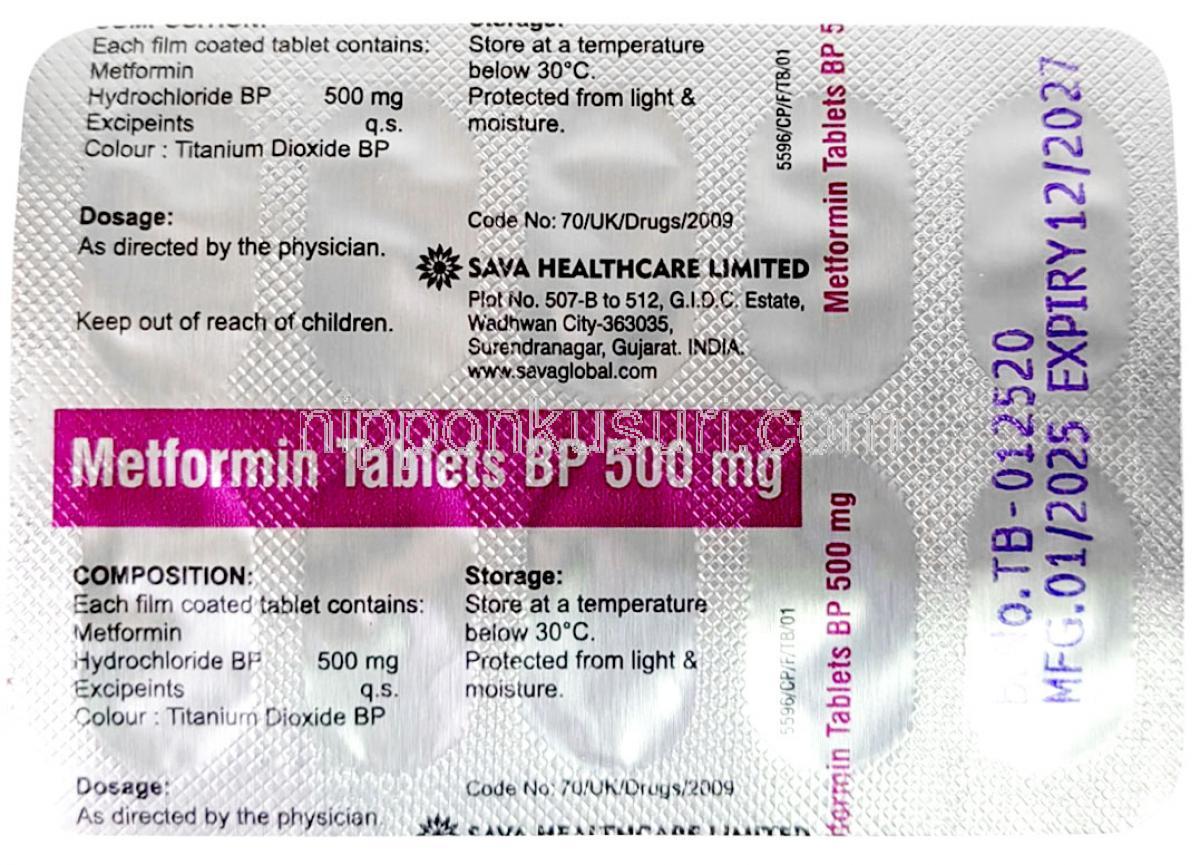 Each film coated tablet contains:
Metformin
Hydrochloride BP 500 mg
Excipeints q.s.
Colour : Titanium Dioxide BP
Dosage:
As directed by the physician.
Keep out of reach of children.
Storage:
Store at a temperature
below 30°C.
Protected from light &
moisture.
Code No: 70/UK/Drugs/2009
SAVA HEALTHCARE LIMITED
Plot No. 507-B to 512, G.I.D.C. Estate,
Wadhwan City-363035,
Surendranagar, Gujarat. INDIA.
www.savaglobal.com
5596/CP/F/TB/01
Metformin Tablets BP 5
nipponkusuri.com
Metformin Tablets BP 500 mg
COMPOSITION:
Each film coated tablet contains:
Metformin
Hydrochloride BP 500 mg
Excipeints q.s.
Colour : Titanium Dioxide BP
Dosage:
As directed by the physician.
Storage:
Store at a temperature
below 30°C.
Protected from light &
moisture.
Code No: 70/UK/Drugs/2009
SAVA HEALTHCARE LIMITED
5596/CP/F/TB/01
formin Tablets BP 500 mg
No.TB-012520
MFG.01/2025 EXPIRY12/2027